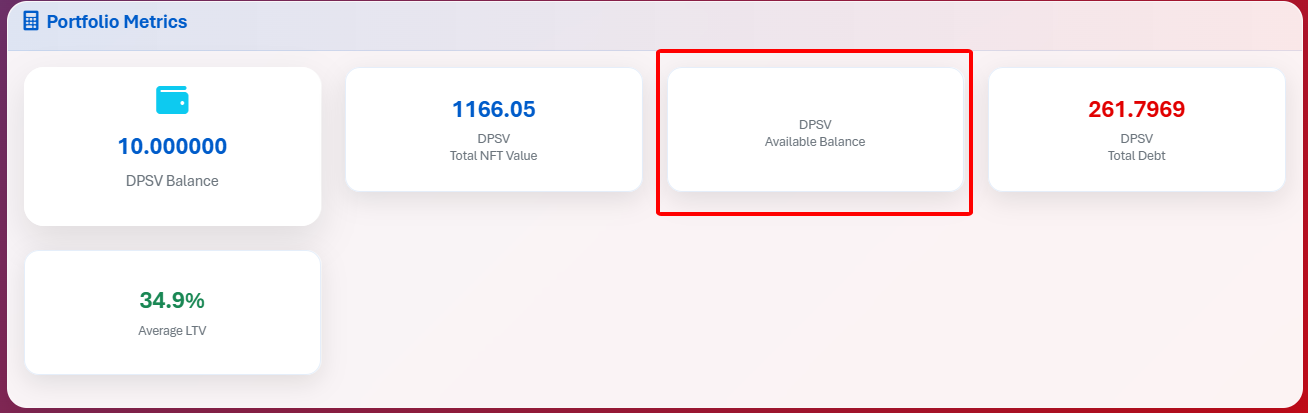 Portfolio Metrics
10.000000
DPSV Balance
1166.05
DPSV
Total NFT Value
DPSV
Available Balance
261.7969
DPSV
Total Debt
34.9%
Average LTV